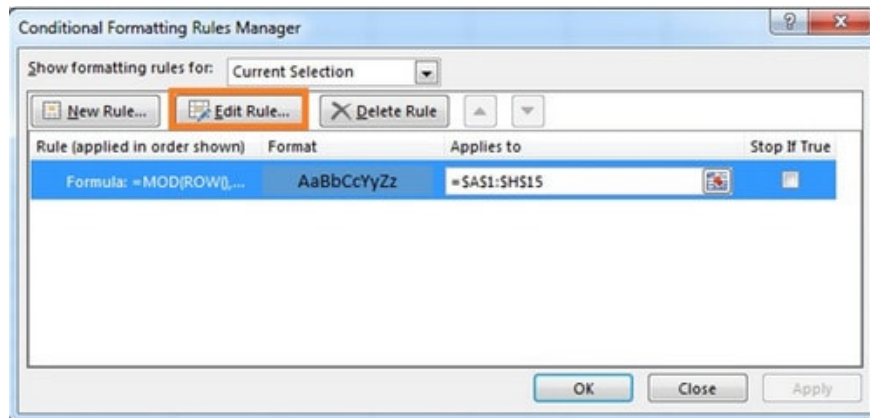 Conditional Formatting Rules Manager
Show formatting rules for: Current Selection
New Rule... Edit Rule... Delete Rule
Rule (applied in order shown) Format Applies to Stop If True
Formula: =MOD(ROW(),... AaBbCcYyZz =$A$1:$H$15
OK Close Apply